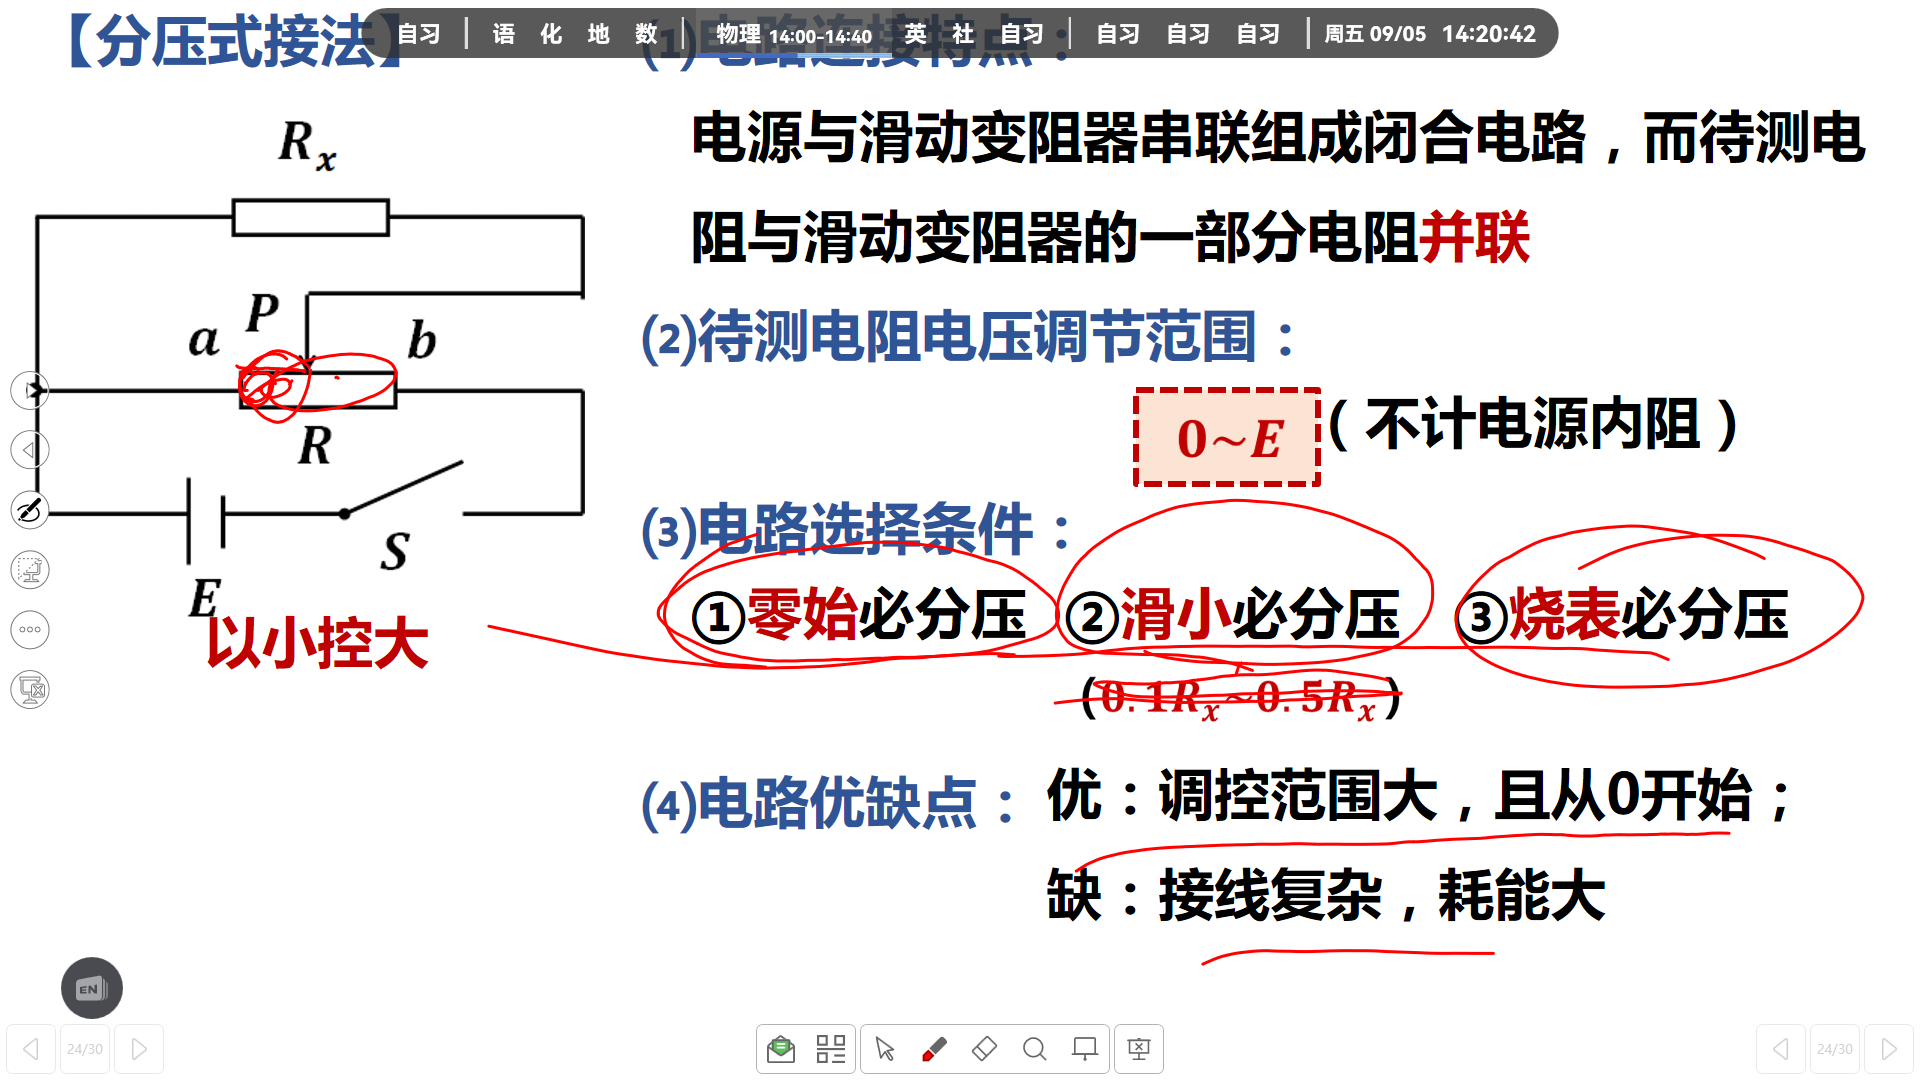 自习 | 语 化 地 数 | 物理 14:00-14:40 英 社 自习 | 自习 自习 自习 | 周五 09/05 14:20:42
【分压式接法】
(1)电路连接特点：
电源与滑动变阻器串联组成闭合电路，而待测电
阻与滑动变阻器的一部分电阻并联
Rx
P
a
b
R
S
E
以小控大
(2)待测电阻电压调节范围：
0~E（不计电源内阻）
(3)电路选择条件：
①零始必分压 ②滑小必分压 ③烧表必分压
(0.1Rx~0.5Rx)
(4)电路优缺点：
优：调控范围大，且从0开始；
缺：接线复杂，耗能大
EN
24/30
24/30